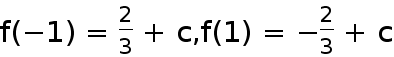 f(−1) = 2/3 + c,f(1) = −2/3 + c